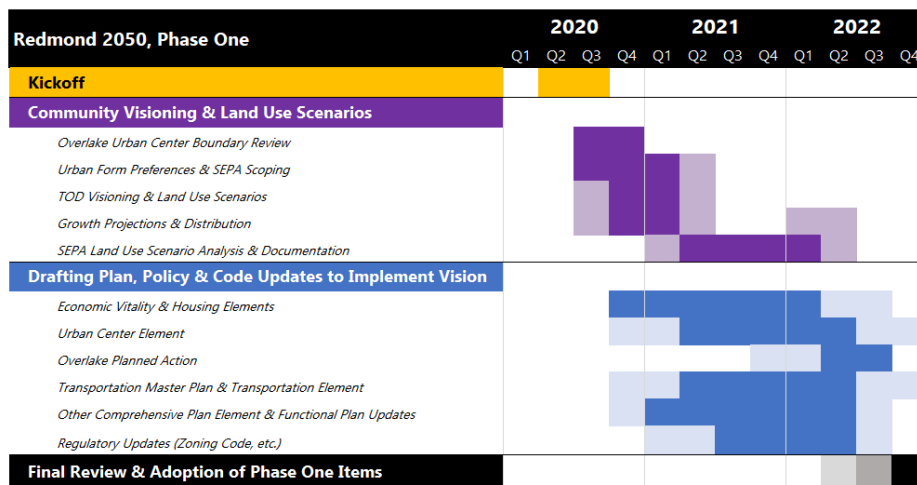 2020 2021 2022
Redmond 2050, Phase One
Q1 Q2 Q3 Q4 Q1 Q2 Q3 Q4 Q1 Q2 Q3 Q4
Kickoff
Community Visioning & Land Use Scenarios
Overlake Urban Center Boundary Review
Urban Form Preferences & SEPA Scoping
TOD Visioning & Land Use Scenarios
Growth Projections & Distribution
SEPA Land Use Scenario Analysis & Documentation
Drafting Plan, Policy & Code Updates to Implement Vision
Economic Vitality & Housing Elements
Urban Center Element
Overlake Planned Action
Transportation Master Plan & Transportation Element
Other Comprehensive Plan Element & Functional Plan Updates
Regulatory Updates (Zoning Code, etc.)
Final Review & Adoption of Phase One Items